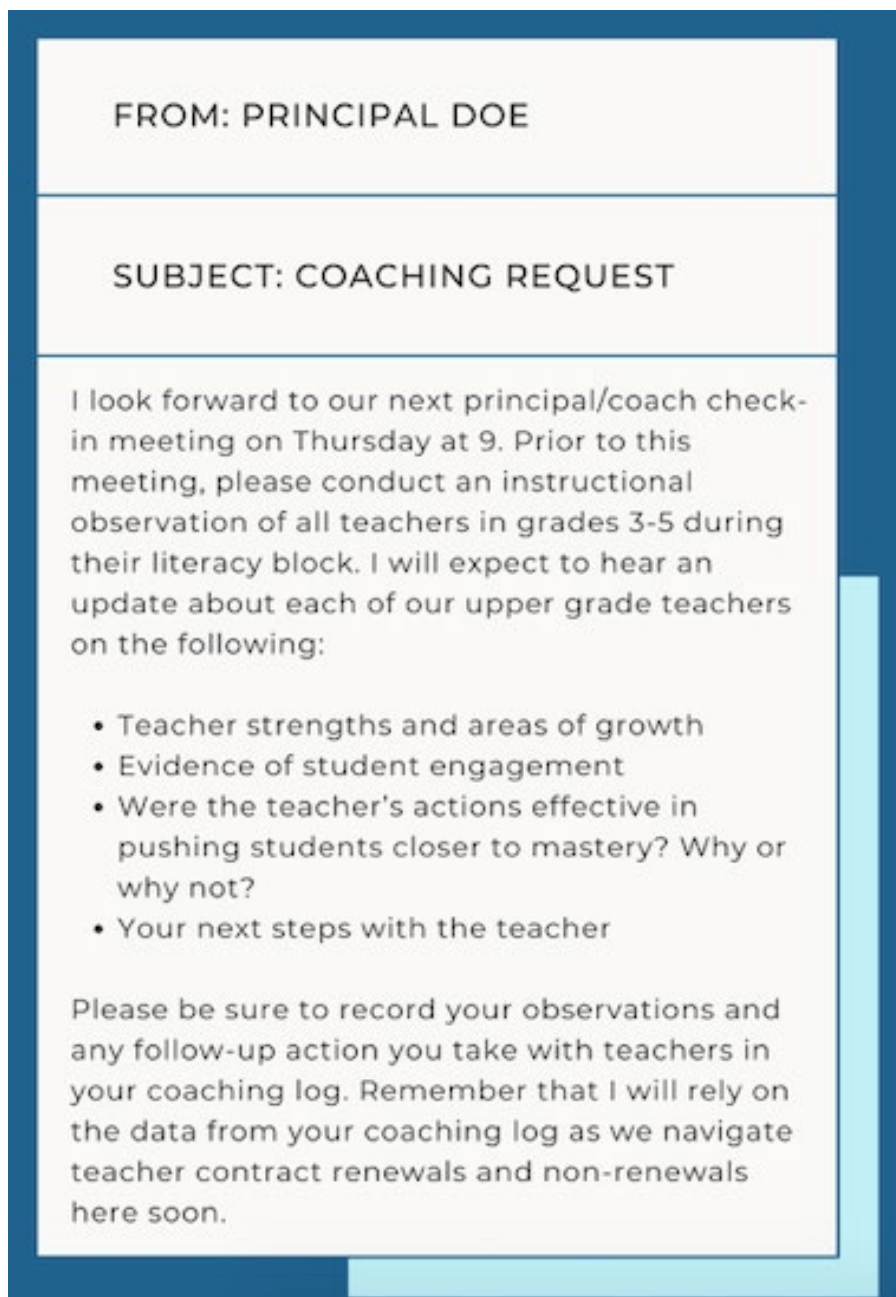 FROM: PRINCIPAL DOE
SUBJECT: COACHING REQUEST
I look forward to our next principal/coach check-
in meeting on Thursday at 9. Prior to this
meeting, please conduct an instructional
observation of all teachers in grades 3-5 during
their literacy block. I will expect to hear an
update about each of our upper grade teachers
on the following:
• Teacher strengths and areas of growth
• Evidence of student engagement
• Were the teacher’s actions effective in
pushing students closer to mastery? Why or
why not?
• Your next steps with the teacher
Please be sure to record your observations and
any follow-up action you take with teachers in
your coaching log. Remember that I will rely on
the data from your coaching log as we navigate
teacher contract renewals and non-renewals
here soon.